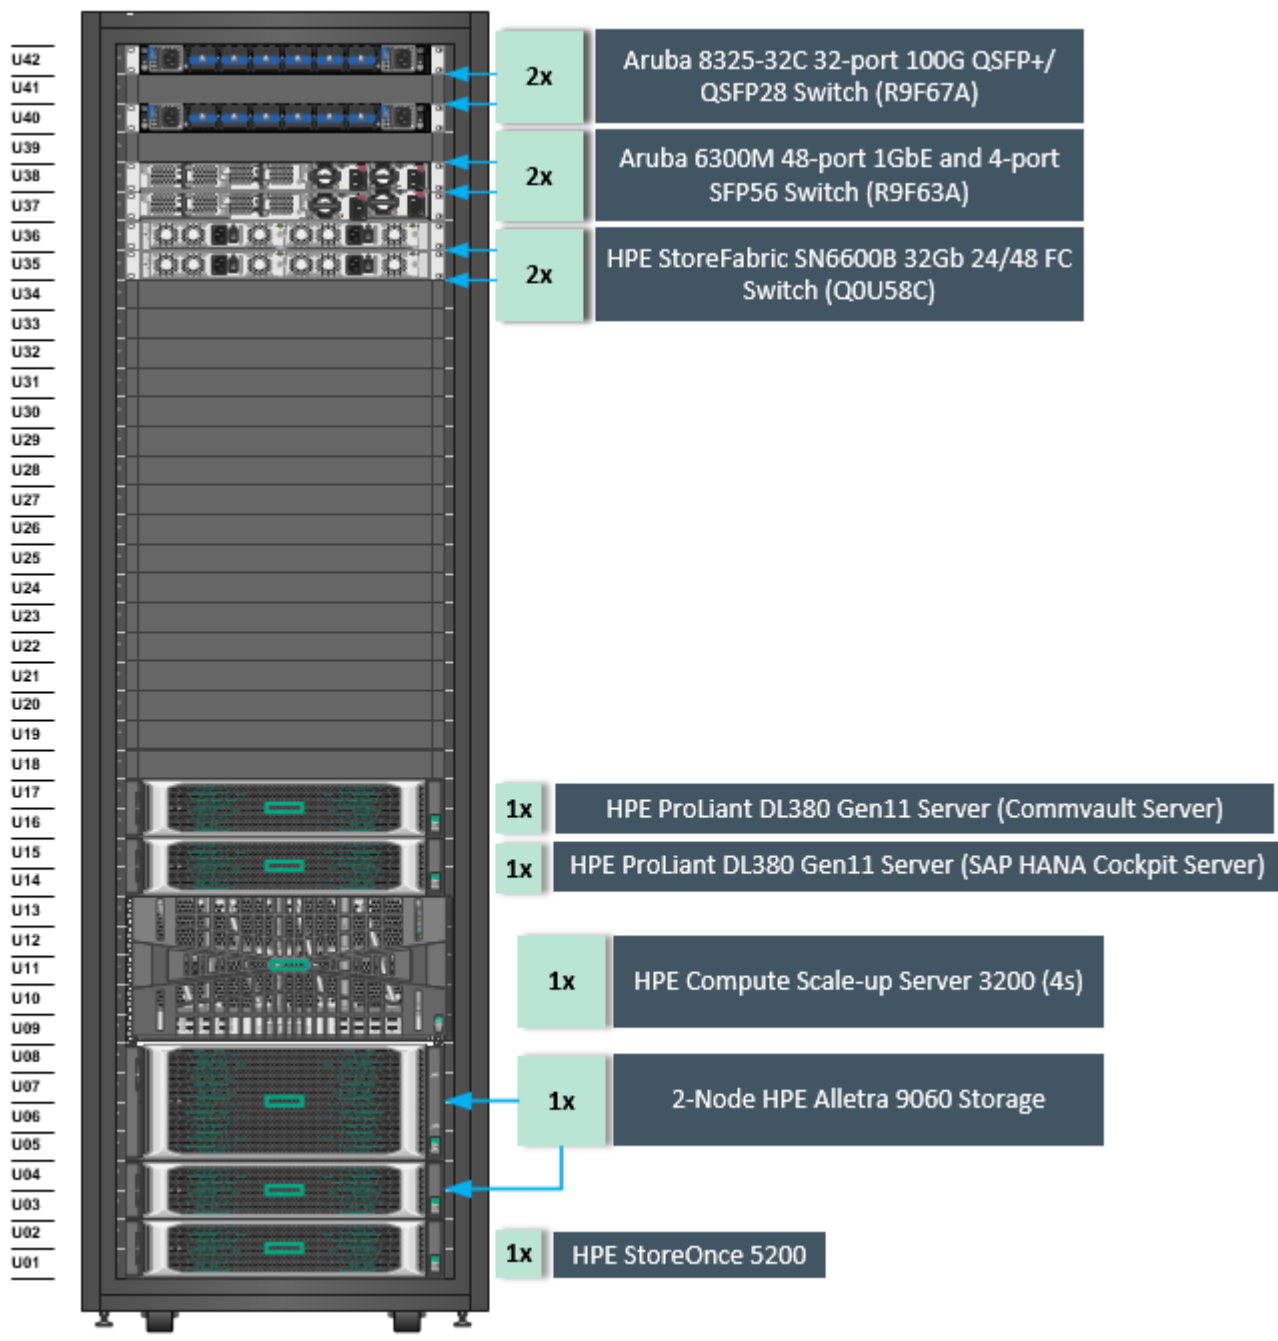 U42
U41
U40
U39
U38
U37
U36
U35
U34
U33
U32
U31
U30
U29
U28
U27
U26
U25
U24
U23
U22
U21
U20
U19
U18
U17
U16
U15
U14
U13
U12
U11
U10
U09
U08
U07
U06
U05
U04
U03
U02
U01
2x
Aruba 8325-32C 32-port 100G QSFP+/
QSFP28 Switch (R9F67A)
2x
Aruba 6300M 48-port 1GbE and 4-port
SFP56 Switch (R9F63A)
2x
HPE StoreFabric SN6600B 32Gb 24/48 FC
Switch (Q0U58C)
1x
HPE ProLiant DL380 Gen11 Server (Commvault Server)
1x
HPE ProLiant DL380 Gen11 Server (SAP HANA Cockpit Server)
1x
HPE Compute Scale-up Server 3200 (4s)
1x
2-Node HPE Alletra 9060 Storage
1x
HPE StoreOnce 5200